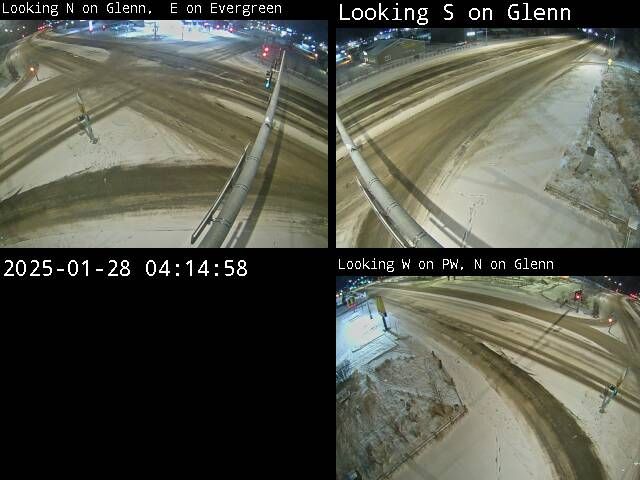 Looking N on Glenn, E on Evergreen
Looking S on Glenn
2025-01-28 04:14:58
Looking W on PW, N on Glenn